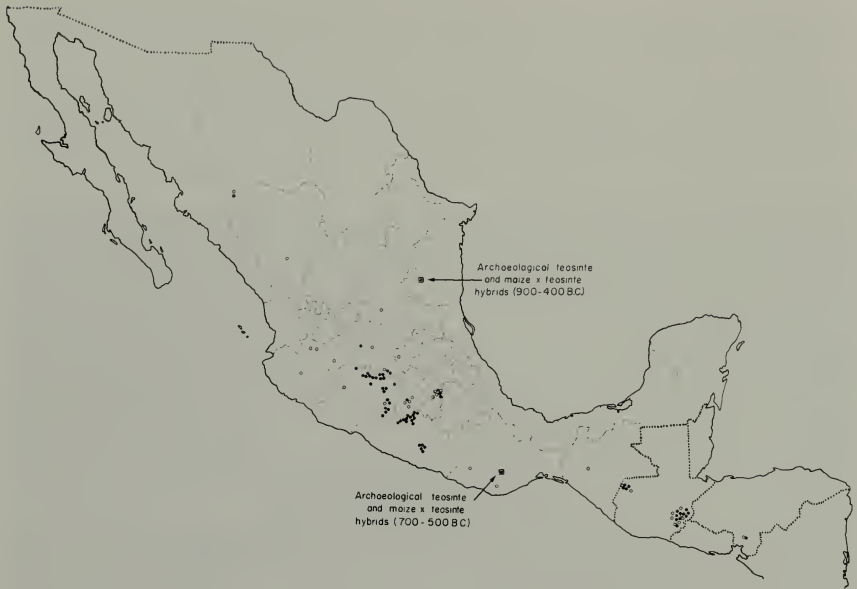 Archaeological teosinte
and maize x teosinte
hybrids (900-400 B.C.)
Archaeological teosinte
and maize x teosinte
hybrids (700-500 B.C)